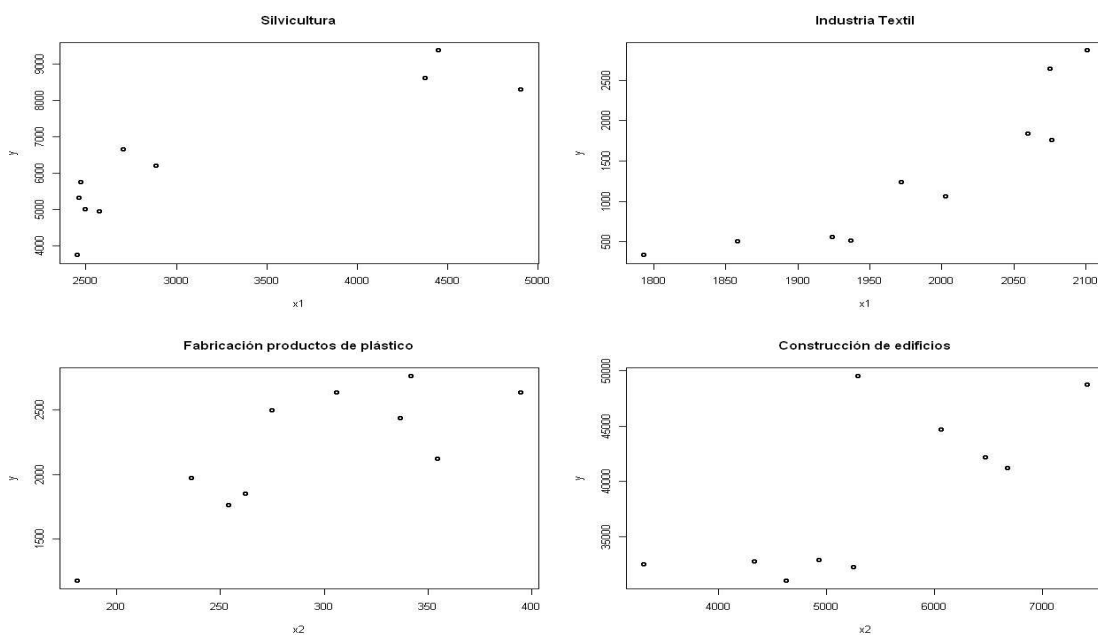 Silvicultura
y
9000
8000
7000
6000
5000
4000
2500 3000 3500 4000 4500 5000
x1
Industria Textil
y
2500
2000
1500
1000
500
1800 1850 1900 1950 2000 2050 2100
x1
Fabricación productos de plástico
y
2500
2000
1500
200 250 300 350 400
x2
Construcción de edificios
y
50000
45000
40000
35000
4000 5000 6000 7000
x2